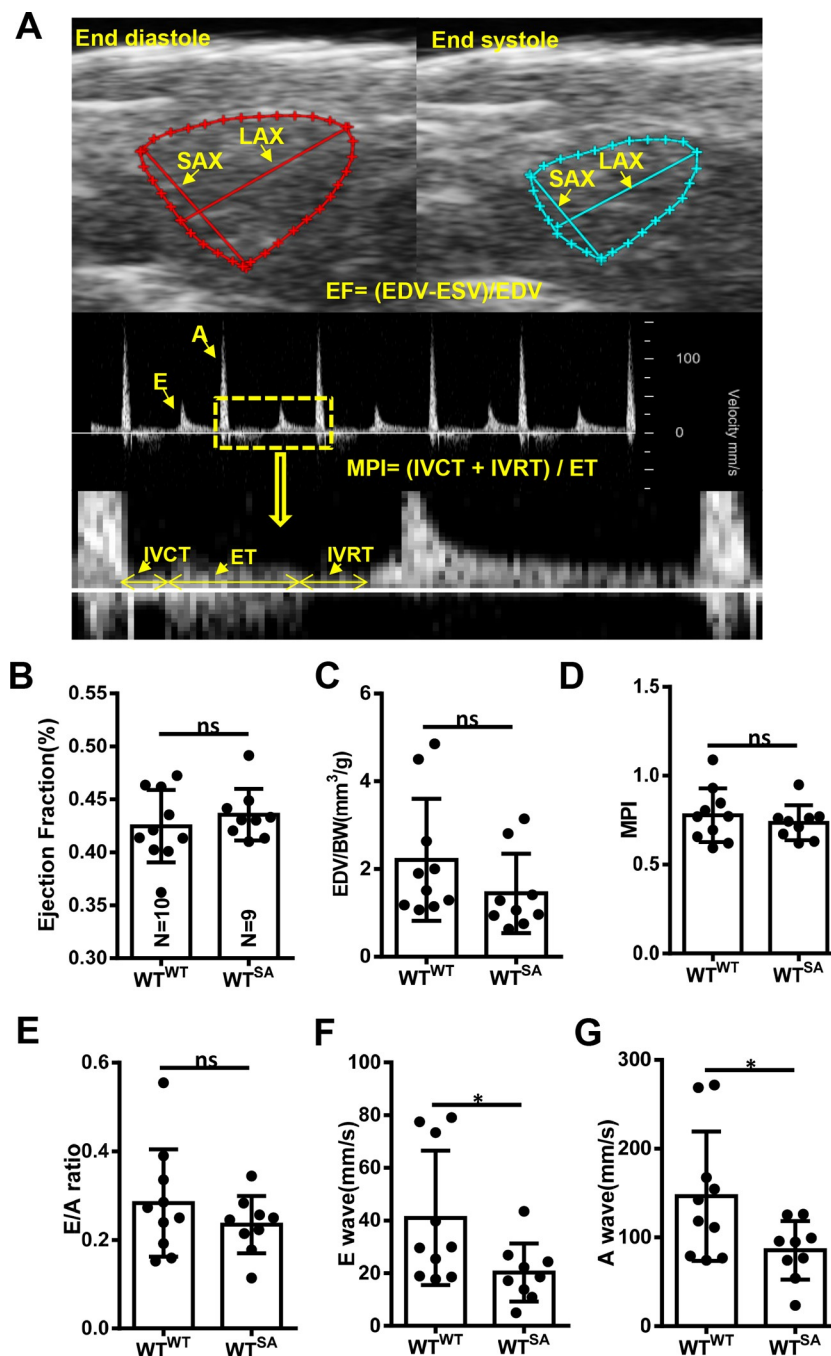 A
End diastole
End systole
SAX
LAX
SAX
LAX
EF= (EDV-ESV)/EDV
A
E
100
0
Velocity mm/s
MPI= (IVCT + IVRT) / ET
IVCT
ET
IVRT
B
Ejection Fraction(%)
0.55
0.50
0.45
0.40
0.35
0.30
ns
N=10
N=9
WT^WT
WT^SA
C
EDV/BW(mm³/g)
6
4
2
0
ns
WT^WT
WT^SA
D
MPI
1.5
1.0
0.5
0.0
ns
WT^WT
WT^SA
E
E/A ratio
0.6
0.4
0.2
0.0
ns
WT^WT
WT^SA
F
E wave(mm/s)
100
80
60
40
20
0
*
WT^WT
WT^SA
G
A wave(mm/s)
300
200
100
0
*
WT^WT
WT^SA